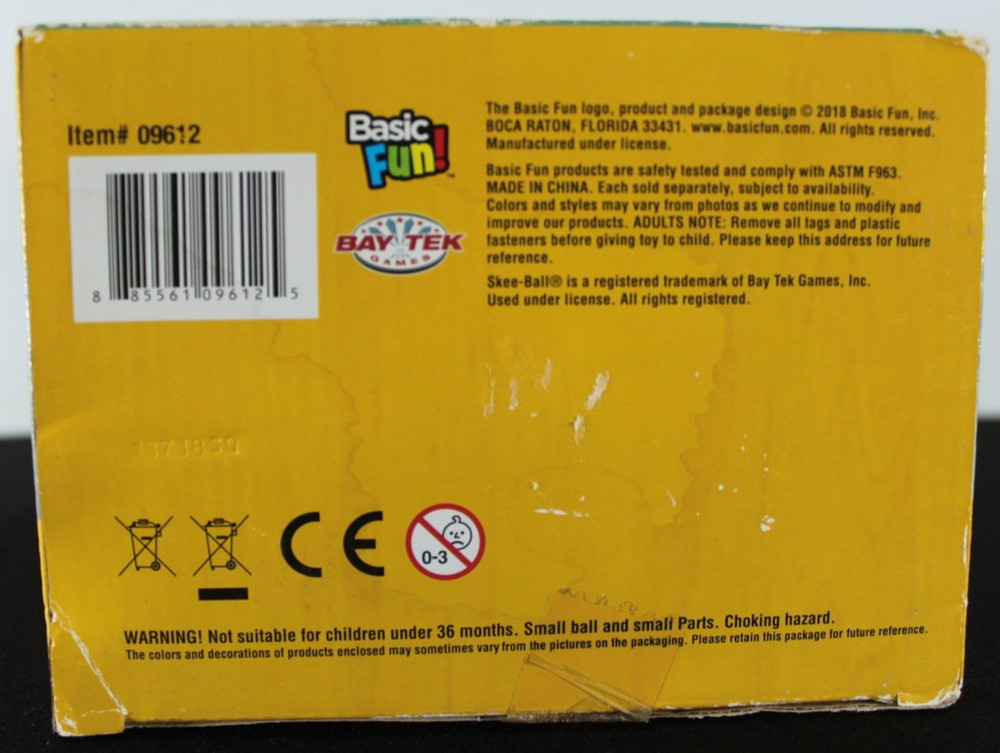 Item# 09612
8 85561 09612 5
Basic
Fun!™
BAY TEK
GAMES
The Basic Fun logo, product and package design © 2018 Basic Fun, Inc.
BOCA RATON, FLORIDA 33431. www.basicfun.com. All rights reserved.
Manufactured under license.
Basic Fun products are safety tested and comply with ASTM F963.
MADE IN CHINA. Each sold separately, subject to availability.
Colors and styles may vary from photos as we continue to modify and
improve our products. ADULTS NOTE: Remove all tags and plastic
fasteners before giving toy to child. Please keep this address for future
reference.
Skee-Ball® is a registered trademark of Bay Tek Games, Inc.
Used under license. All rights registered.
CE
0-3
WARNING! Not suitable for children under 36 months. Small ball and small Parts. Choking hazard.
The colors and decorations of products enclosed may sometimes vary from the pictures on the packaging. Please retain this package for future reference.